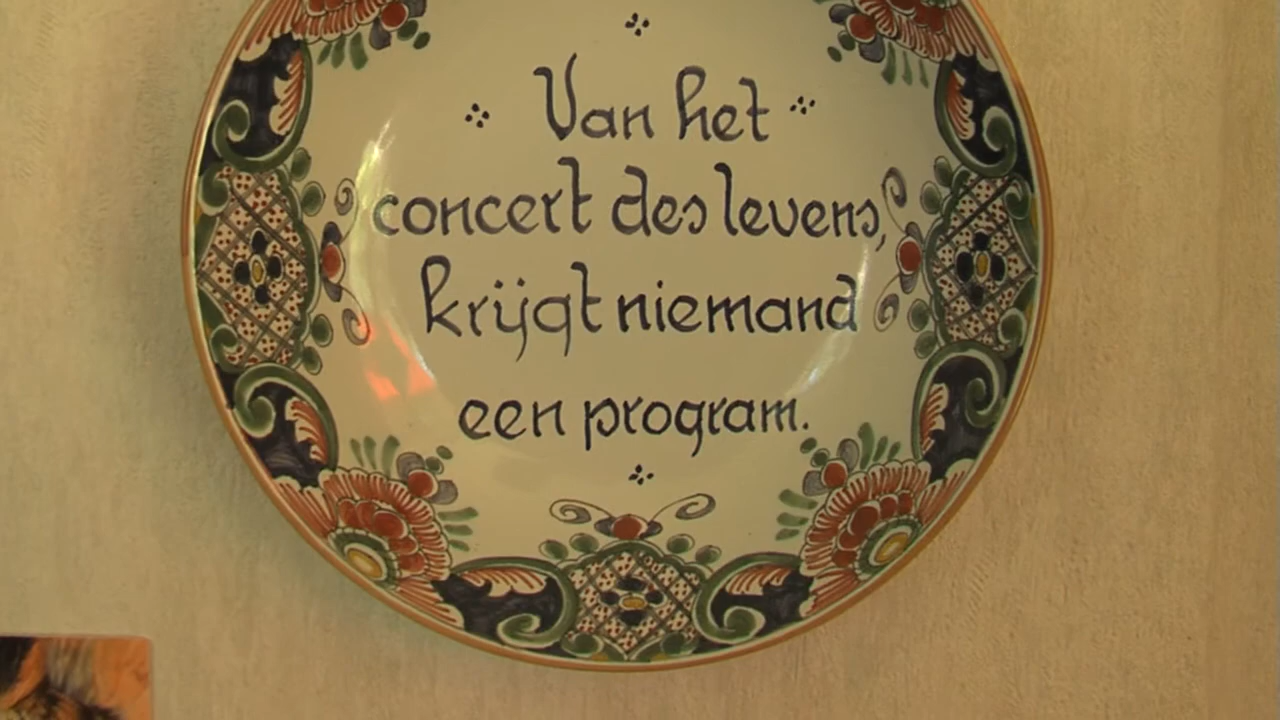 Van het
concert des levens,
krijgt niemand
een program.